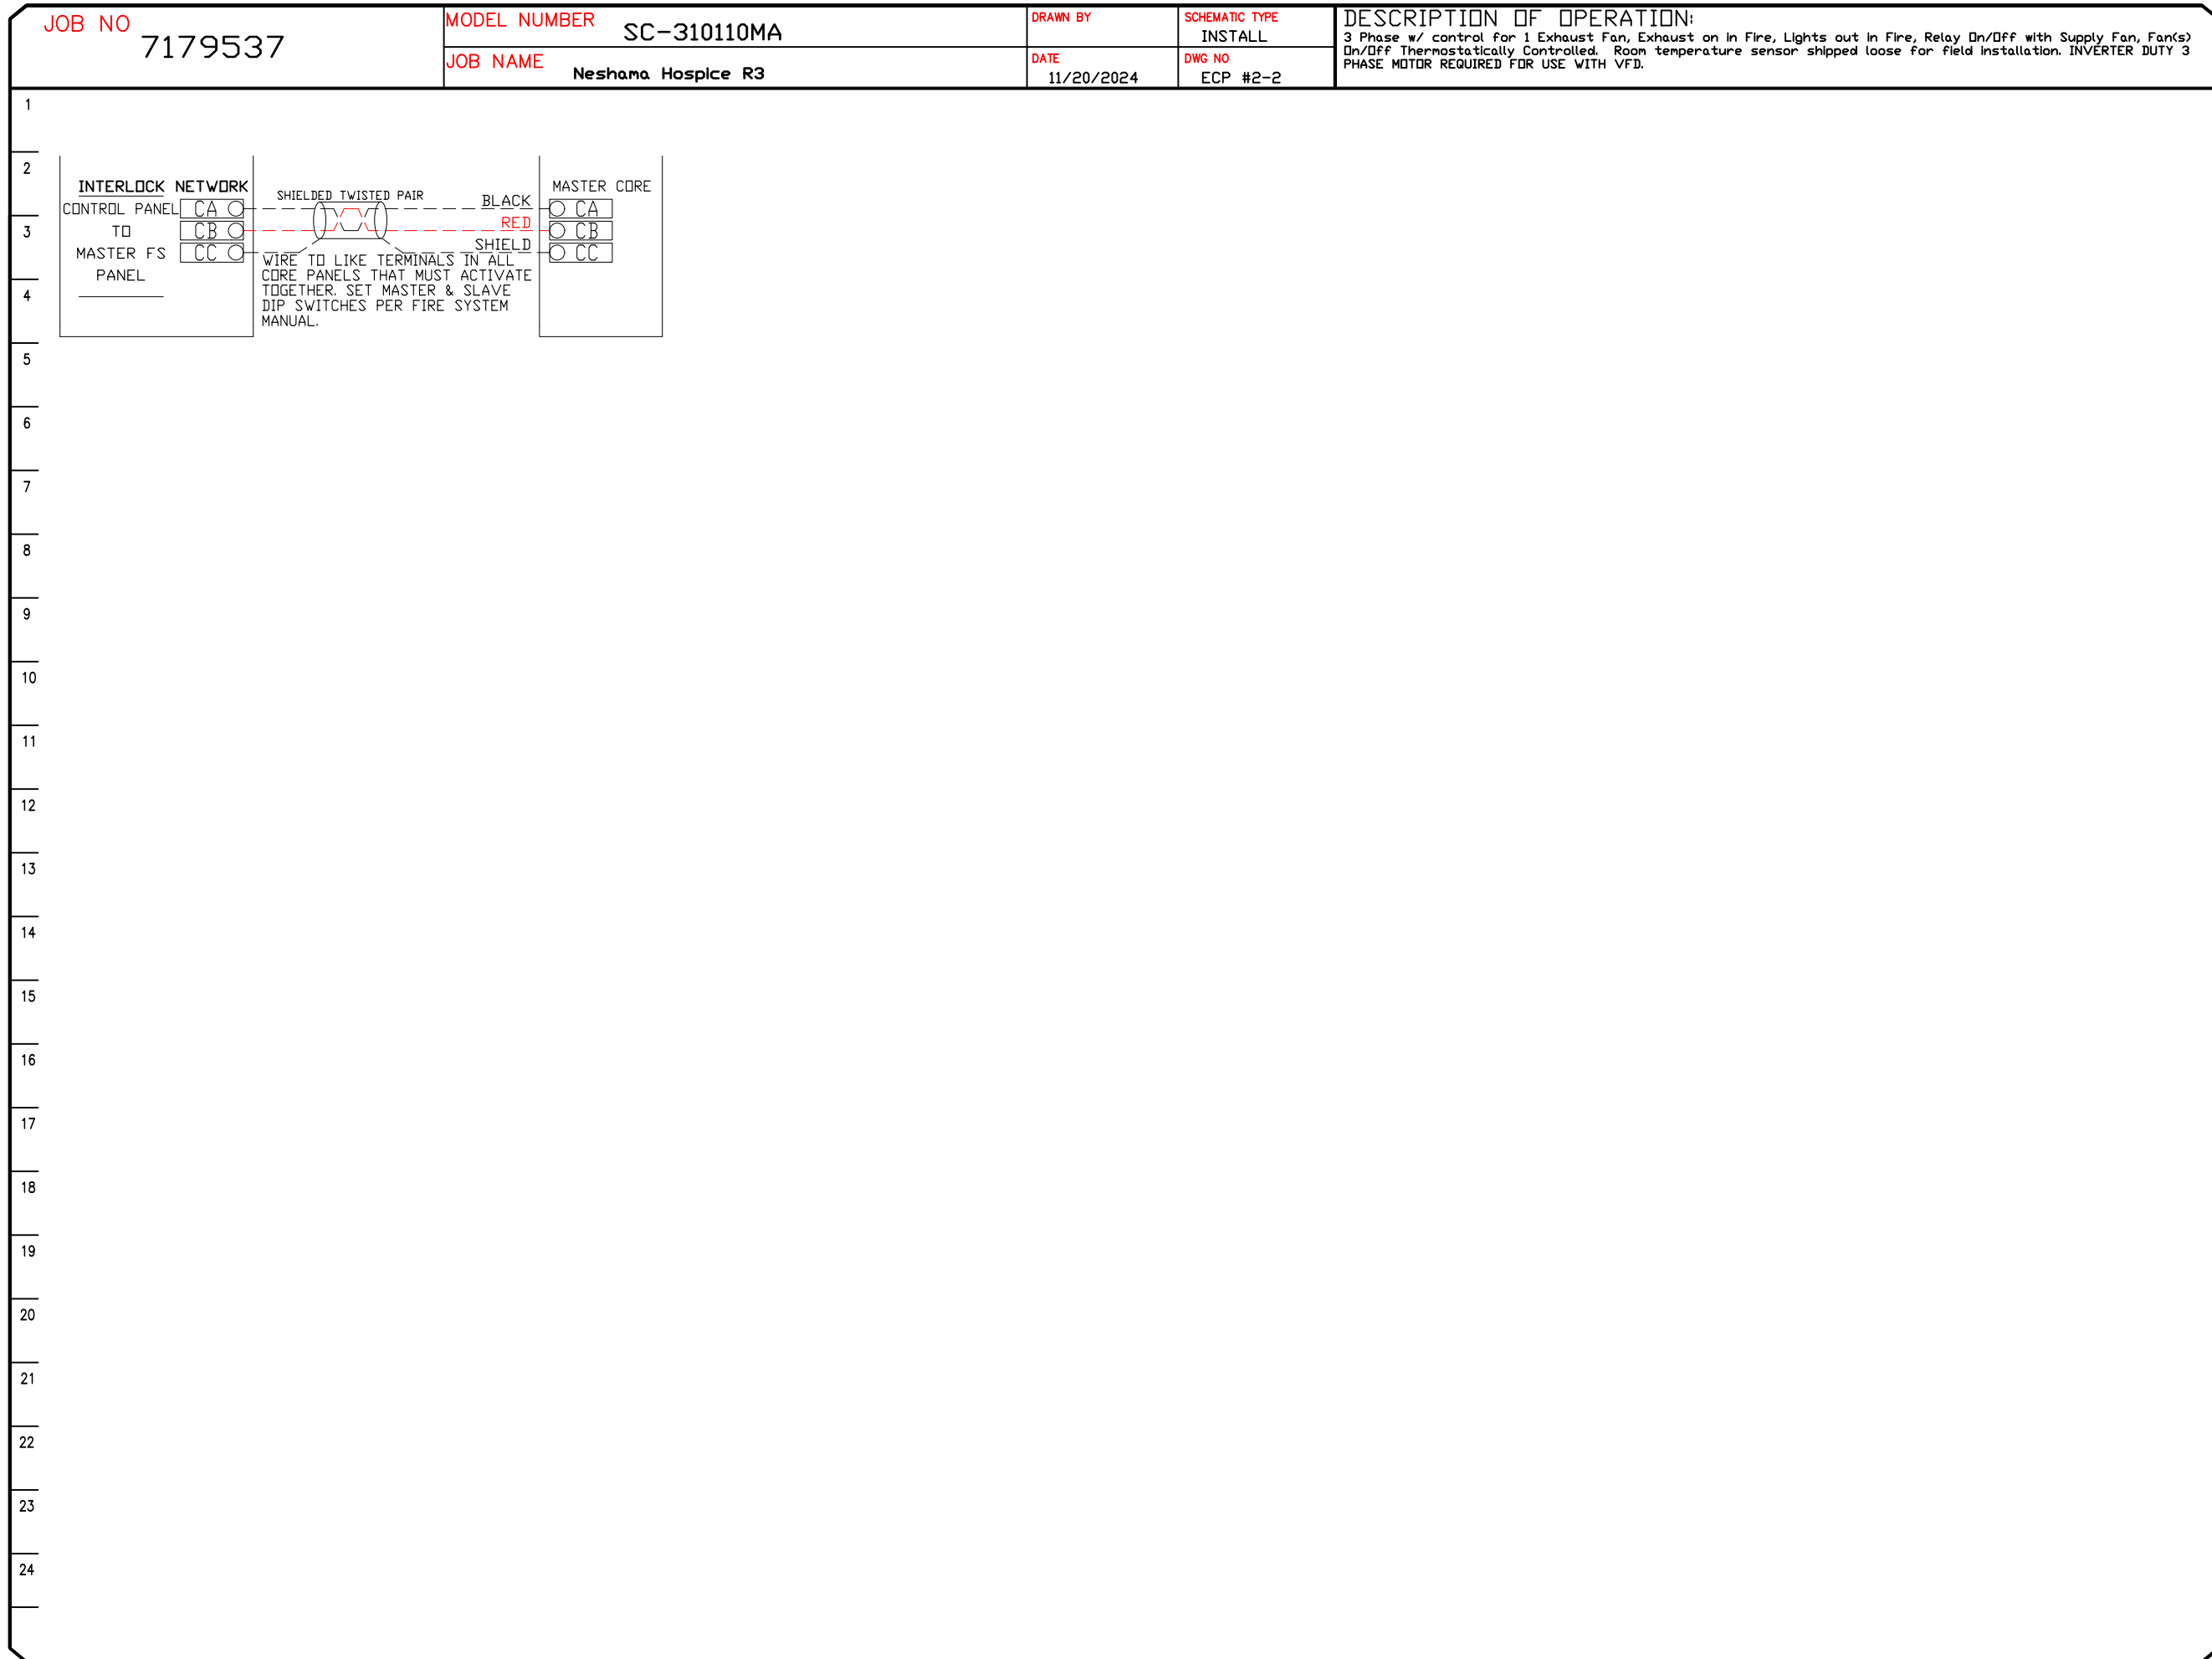 JOB NO
7179537
MODEL NUMBER
SC-310110MA
JOB NAME
Neshama Hospice R3
DRAWN BY
DATE
11/20/2024
SCHEMATIC TYPE
INSTALL
DWG NO
ECP #2-2
DESCRIPTION OF OPERATION:
3 Phase w/ control for 1 Exhaust Fan, Exhaust on in Fire, Lights out in Fire, Relay On/Off with Supply Fan, Fan(s)
On/Off Thermostatically Controlled. Room temperature sensor shipped loose for field installation. INVERTER DUTY 3
PHASE MOTOR REQUIRED FOR USE WITH VFD.
1
2
3
4
5
6
7
8
9
10
11
12
13
14
15
16
17
18
19
20
21
22
23
24
INTERLOCK NETWORK
CONTROL PANEL
TO
MASTER FS
PANEL
CA
CB
CC
SHIELDED TWISTED PAIR
BLACK
RED
SHIELD
WIRE TO LIKE TERMINALS IN ALL
CORE PANELS THAT MUST ACTIVATE
TOGETHER. SET MASTER & SLAVE
DIP SWITCHES PER FIRE SYSTEM
MANUAL.
MASTER CORE
CA
CB
CC